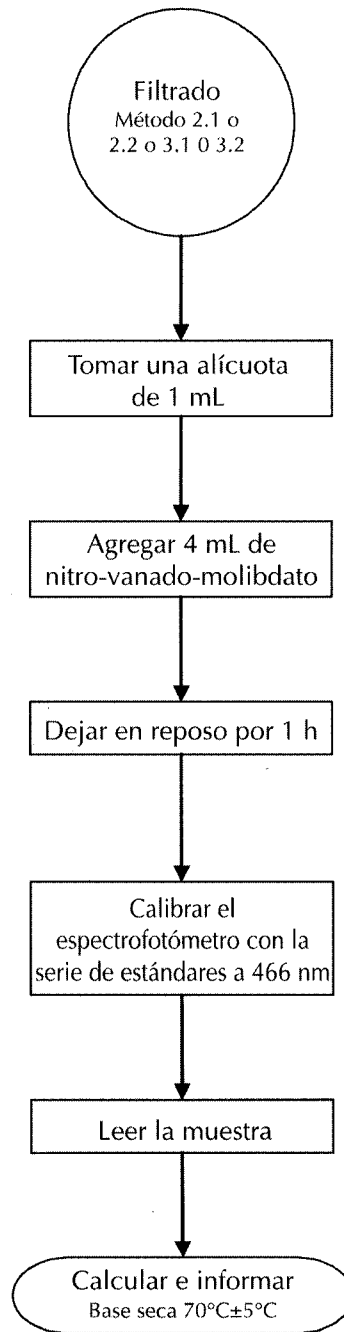 Filtrado
Método 2.1 o
2.2 o 3.1 0 3.2
Tomar una alícuota
de 1 mL
Agregar 4 mL de
nitro-vanado-molibdato
Dejar en reposo por 1 h
Calibrar el
espectrofotómetro con la
serie de estándares a 466 nm
Leer la muestra
Calcular e informar
Base seca 70°C±5°C